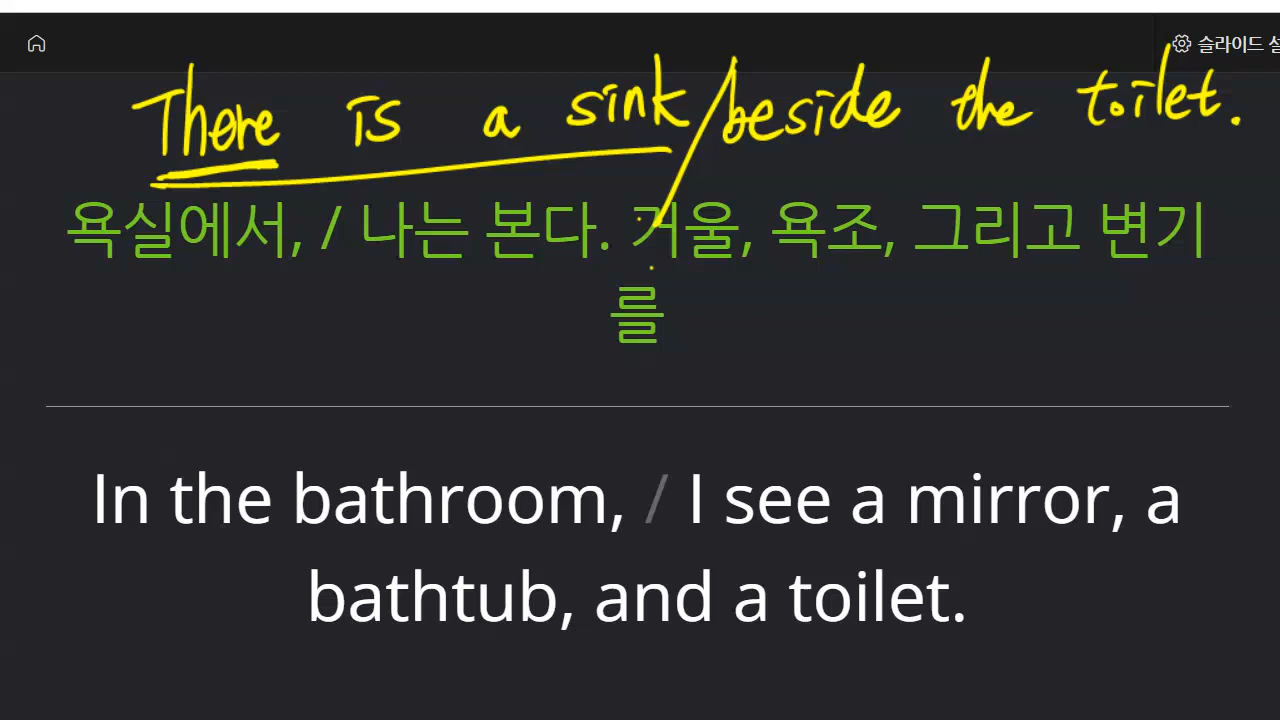 슬라이드 설
There is a sink/beside the toilet.
욕실에서, / 나는 본다. 거울, 욕조, 그리고 변기
를
In the bathroom, / I see a mirror, a
bathtub, and a toilet.